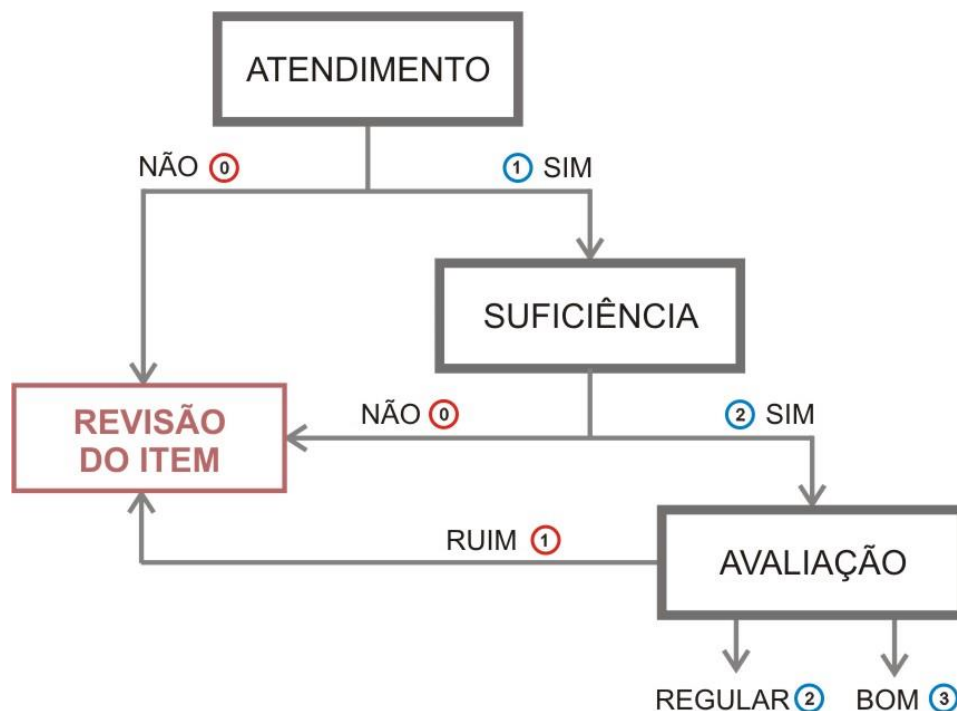 ATENDIMENTO
NÃO 0
1 SIM
SUFICIÊNCIA
REVISÃO
DO ITEM
NÃO 0
2 SIM
RUIM 1
AVALIAÇÃO
REGULAR 2
BOM 3